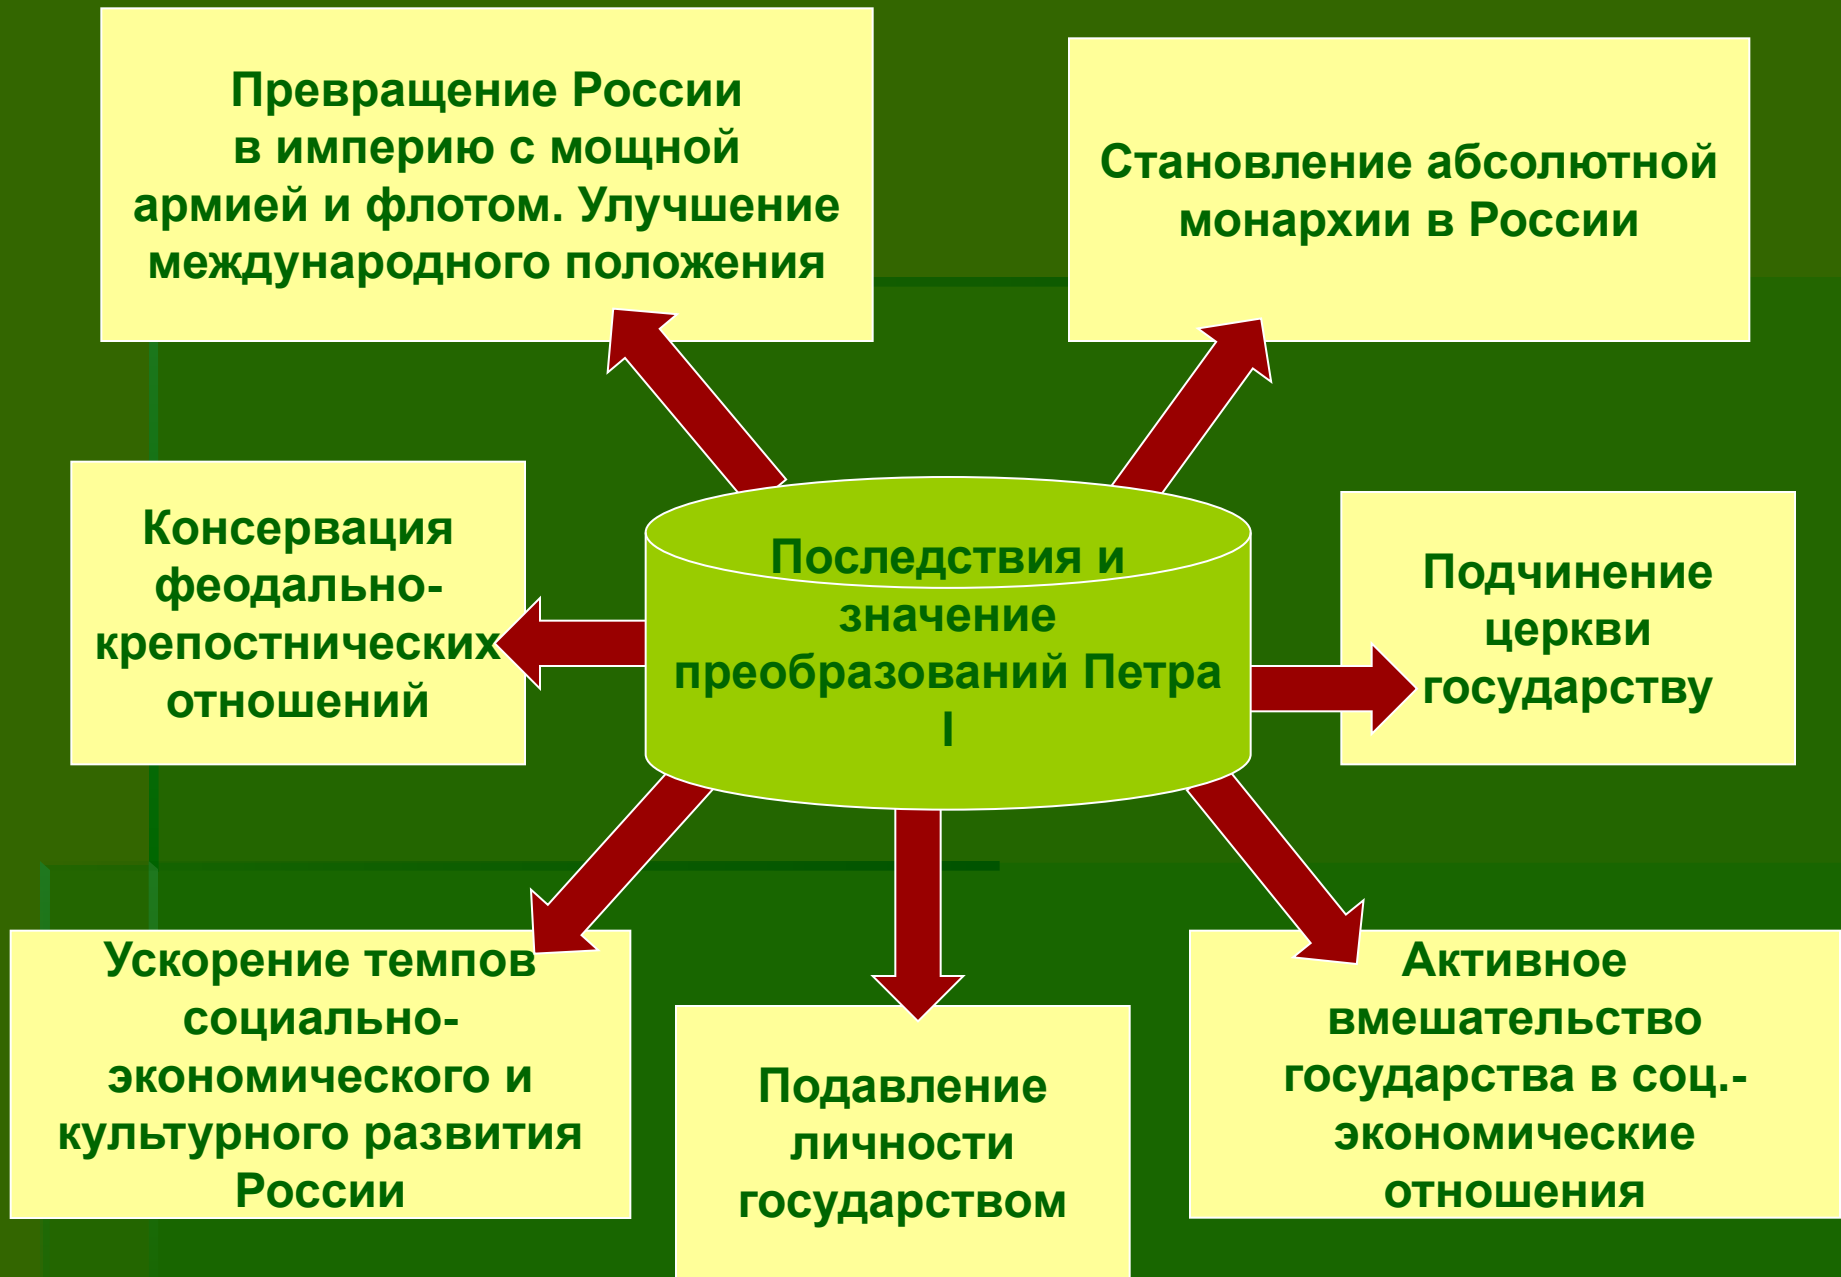 Превращение России
в империю с мощной
армией и флотом. Улучшение
международного положения
Становление абсолютной
монархии в России
Консервация
феодально-
крепостнических
отношений
Последствия и
значение
преобразований Петра
I
Подчинение
церкви
государству
Ускорение темпов
социально-
экономического и
культурного развития
России
Подавление
личности
государством
Активное
вмешательство
государства в соц.-
экономические
отношения